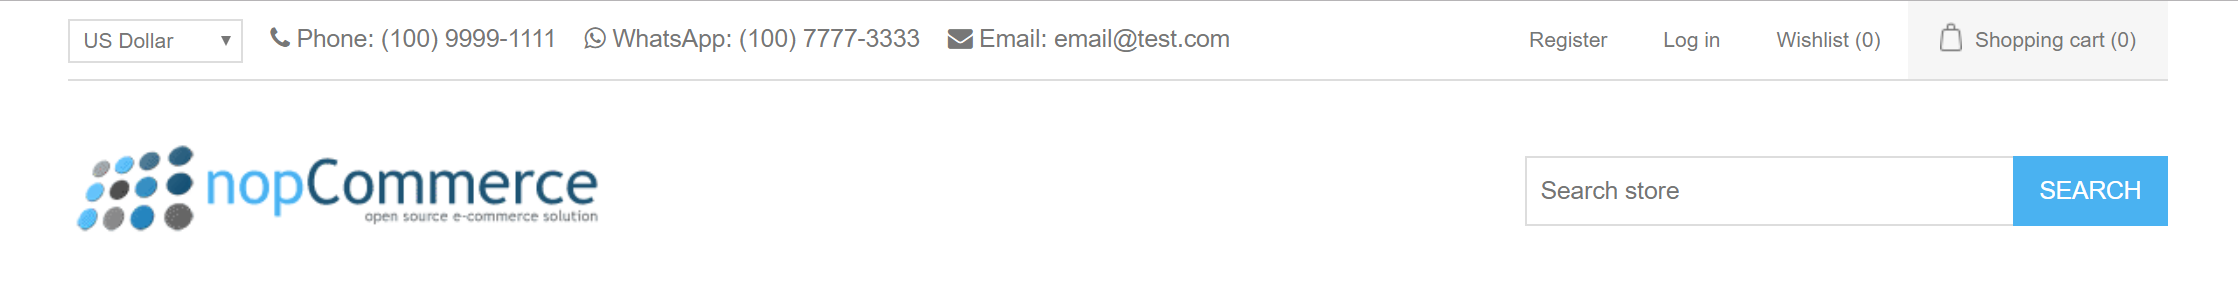 US Dollar Phone: (100) 9999-1111 WhatsApp: (100) 7777-3333 Email: email@test.com Register Log in Wishlist (0) Shopping cart (0)
nopCommerce
open source e-commerce solution
Search store SEARCH